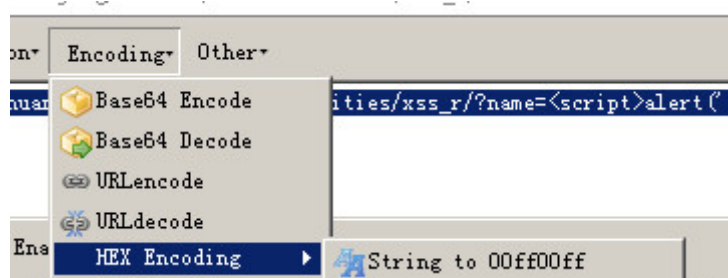 on Encoding Other
Base64 Encode
ities/xss_r/?name=<script>alert('
Base64 Decode
URLencode
URLdecode
Ena
HEX Encoding
String to 00ff00ff